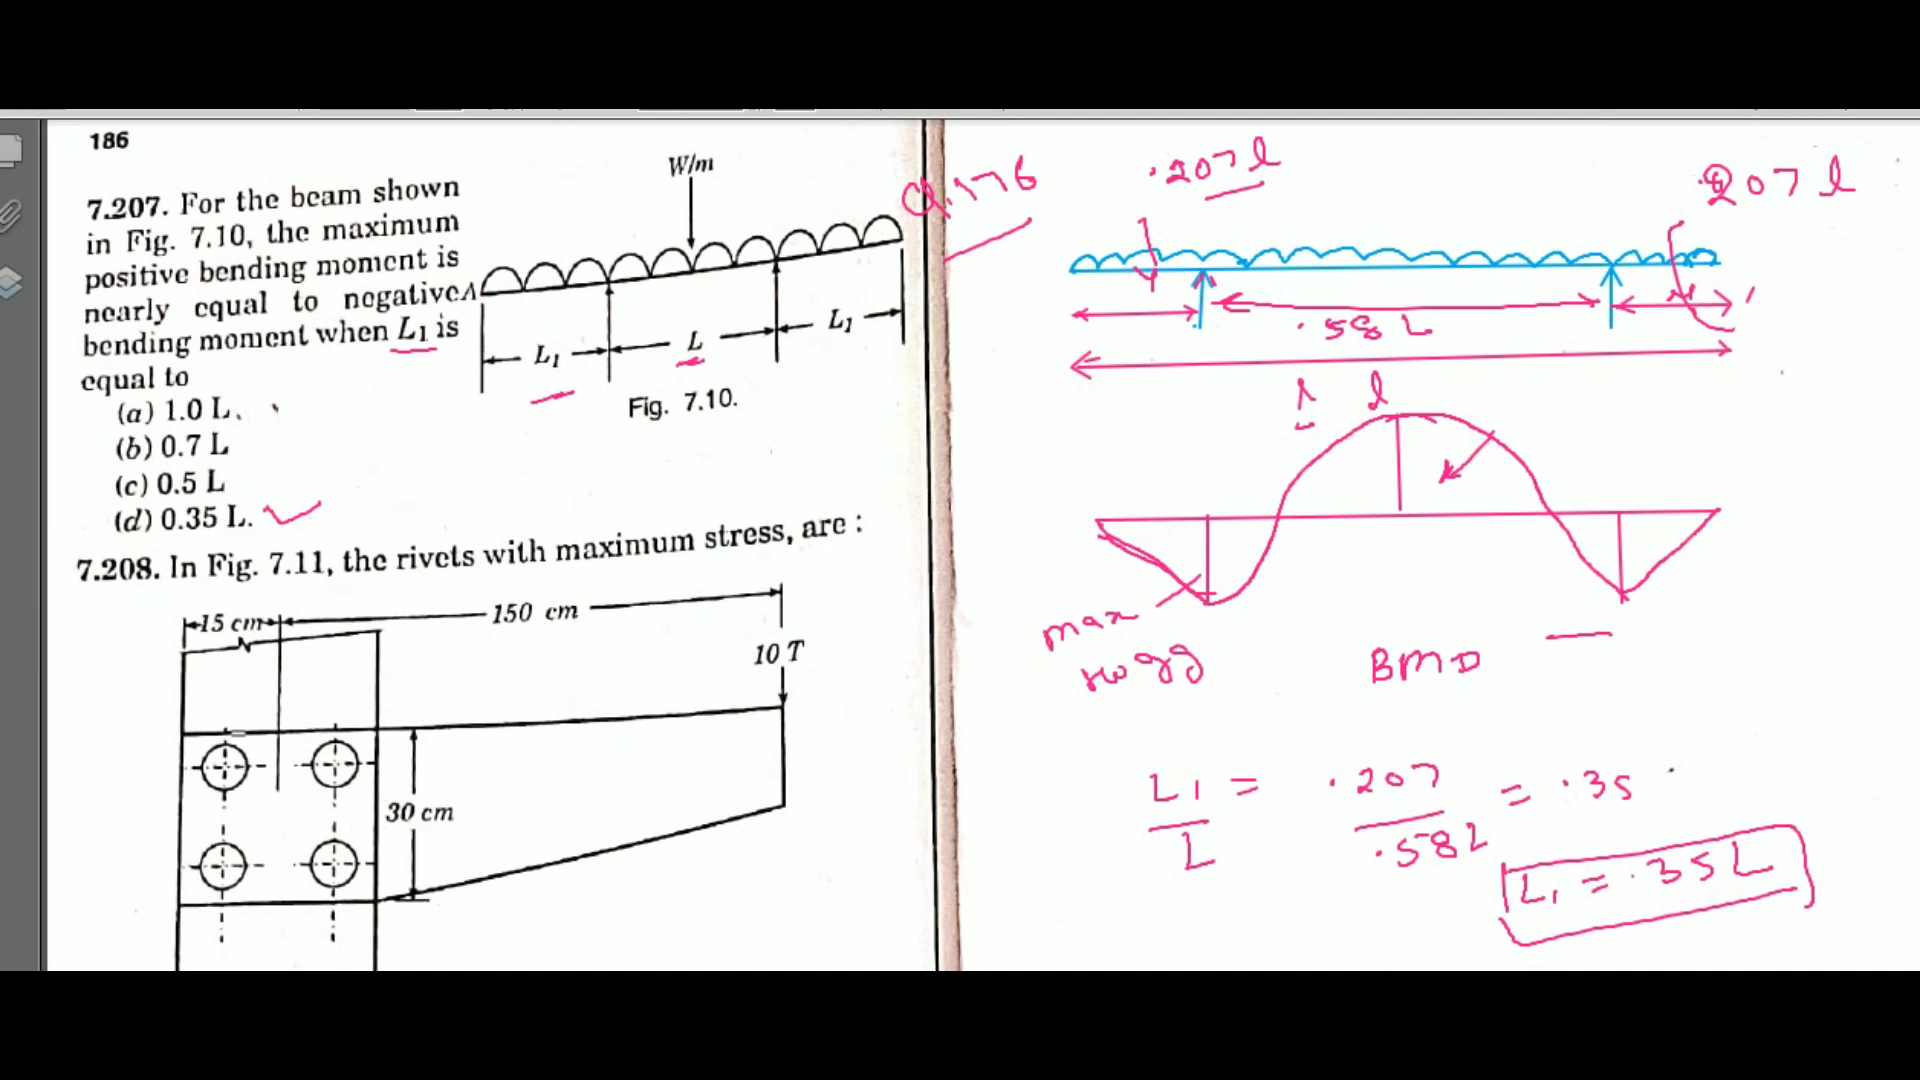 186
7.207. For the beam shown
in Fig. 7.10, the maximum
positive bending moment is
nearly equal to negative
bending moment when L1 is
equal to
(a) 1.0 L.
(b) 0.7 L
(c) 0.5 L
(d) 0.35 L.
W/m
A
L1 L L1
Fig. 7.10.
7.208. In Fig. 7.11, the rivets with maximum stress, are :
15 cm 150 cm
10 T
30 cm
Q.176
.207 l
.207 l
.58 L
l
max
hogg
BMD
L1 / L = .207 / .58L = .35
L1 = .35 L